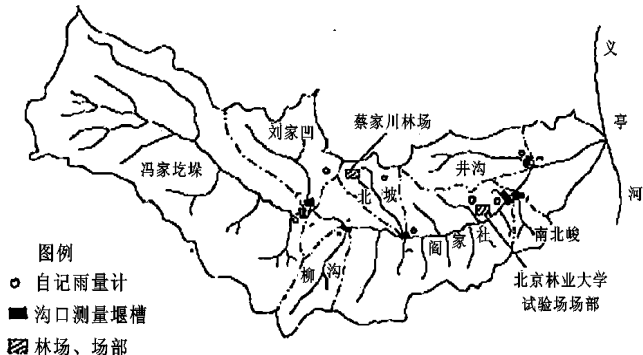 义
亭
河
刘家凹
蔡家川林场
井沟
冯家圪垛
北坡
阎家社
南北峻
柳沟
北京林业大学
试验场场部
图例
自记雨量计
沟口测量堰槽
林场、场部